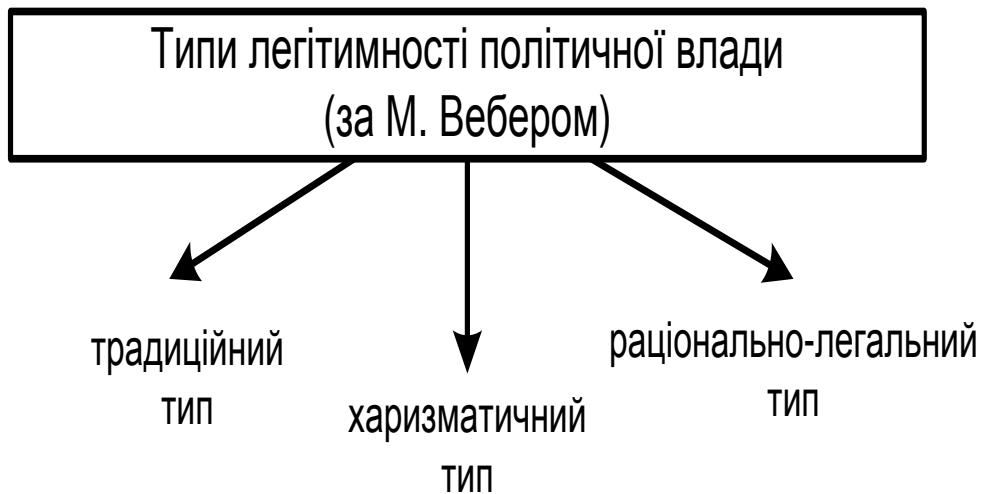 Типи легітимності політичної влади
(за М. Вебером)
традиційний
тип
харизматичний
тип
раціонально-легальний
тип